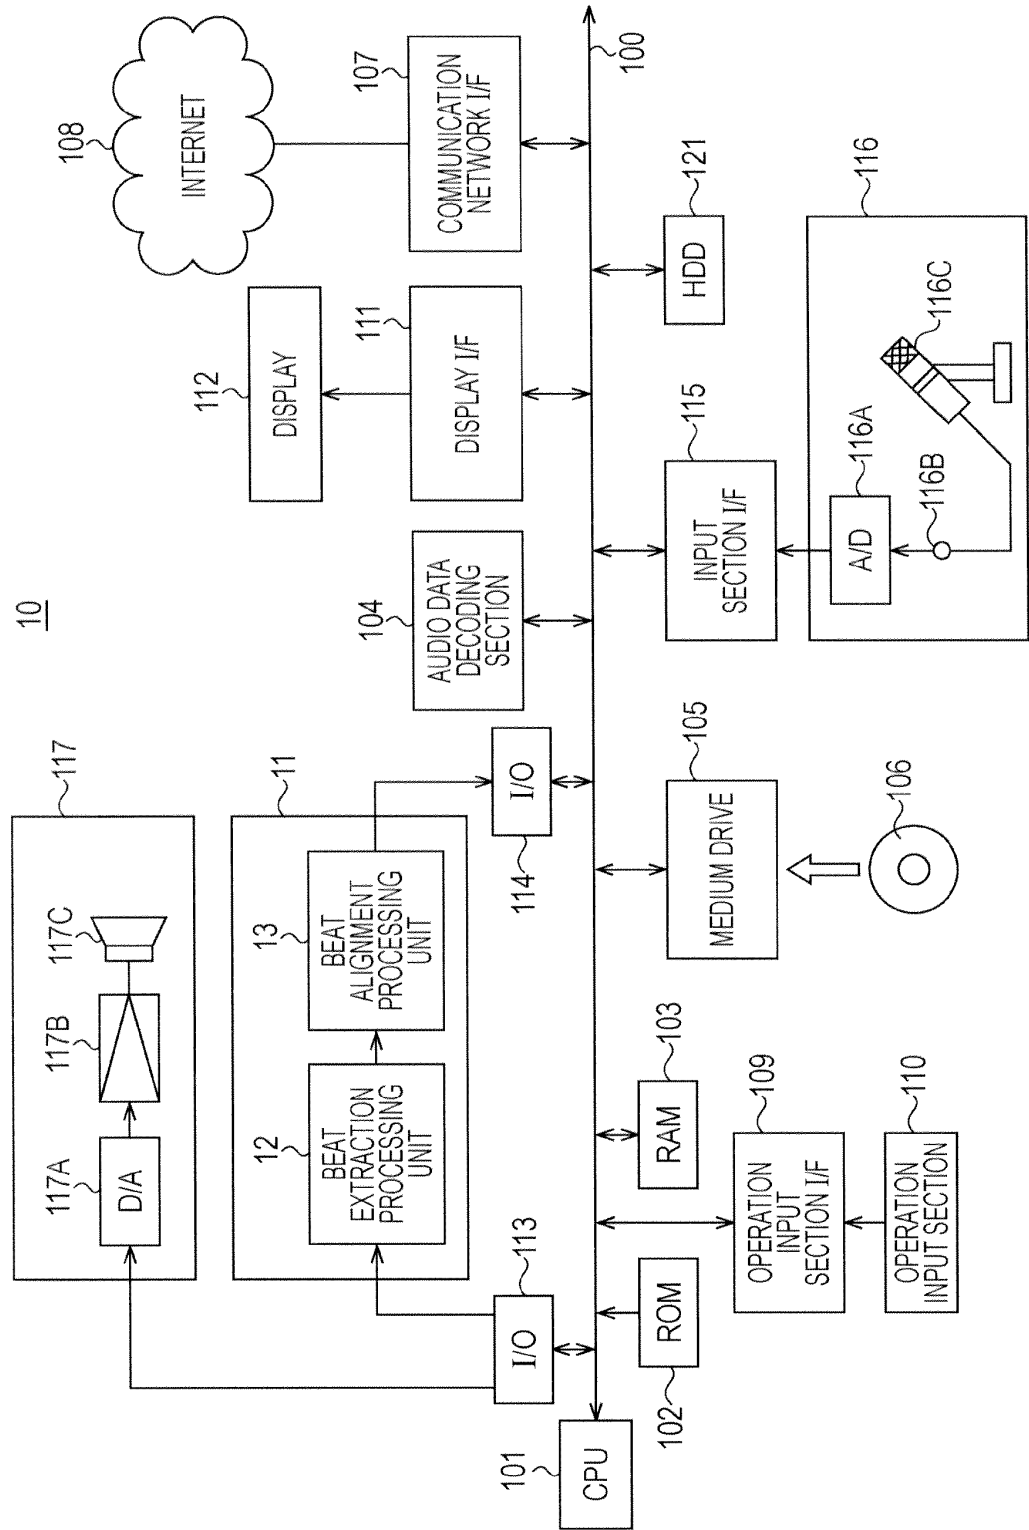 10
117
117A
117B
117C
D/A
11
12
13
BEAT
EXTRACTION
PROCESSING
UNIT
BEAT
ALIGNMENT
PROCESSING
UNIT
113
I/O
114
I/O
104
AUDIO DATA
DECODING
SECTION
112
DISPLAY
111
DISPLAY I/F
108
INTERNET
107
COMMUNICATION
NETWORK I/F
100
101
CPU
102
ROM
103
RAM
109
OPERATION
INPUT
SECTION I/F
110
OPERATION
INPUT SECTION
105
MEDIUM DRIVE
106
115
INPUT
SECTION I/F
121
HDD
116
116A
A/D
116B
116C